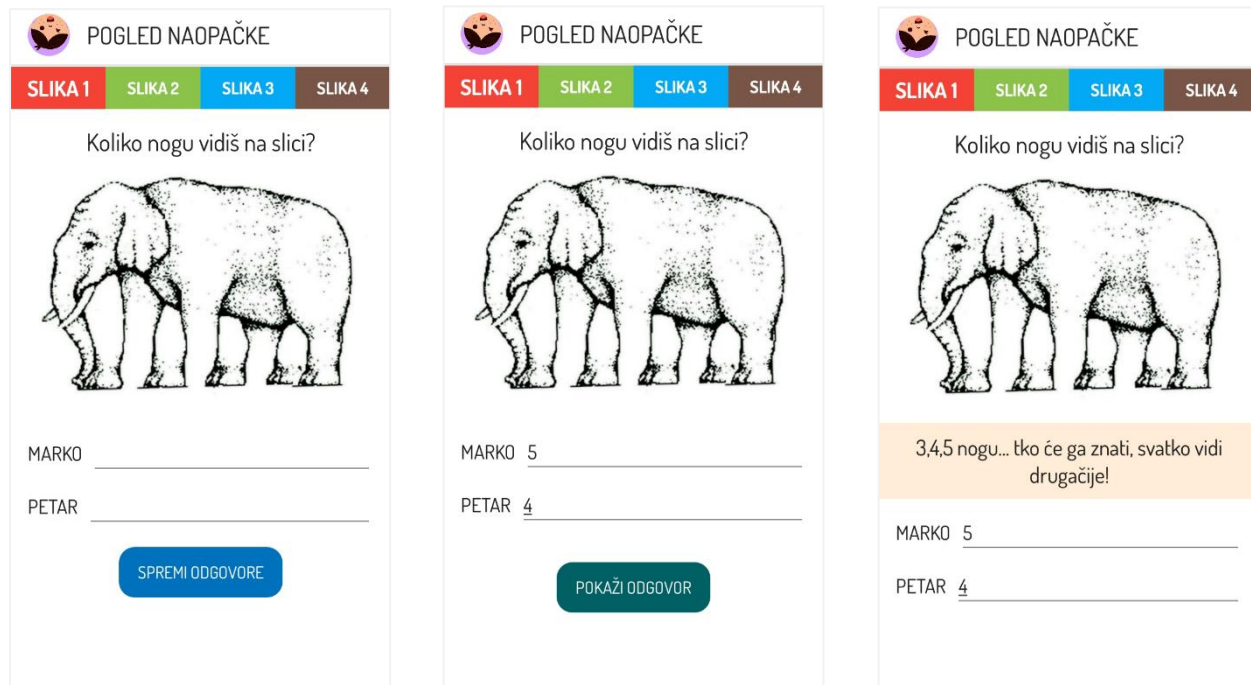 POGLED NAOPAČKE
SLIKA 1 SLIKA 2 SLIKA 3 SLIKA 4
Koliko nogu vidiš na slici?
MARKO
PETAR
SPREMI ODGOVORE
POGLED NAOPAČKE
SLIKA 1 SLIKA 2 SLIKA 3 SLIKA 4
Koliko nogu vidiš na slici?
MARKO 5
PETAR 4
POKAŽI ODGOVOR
POGLED NAOPAČKE
SLIKA 1 SLIKA 2 SLIKA 3 SLIKA 4
Koliko nogu vidiš na slici?
3,4,5 nogu... tko će ga znati, svatko vidi
drugačije!
MARKO 5
PETAR 4